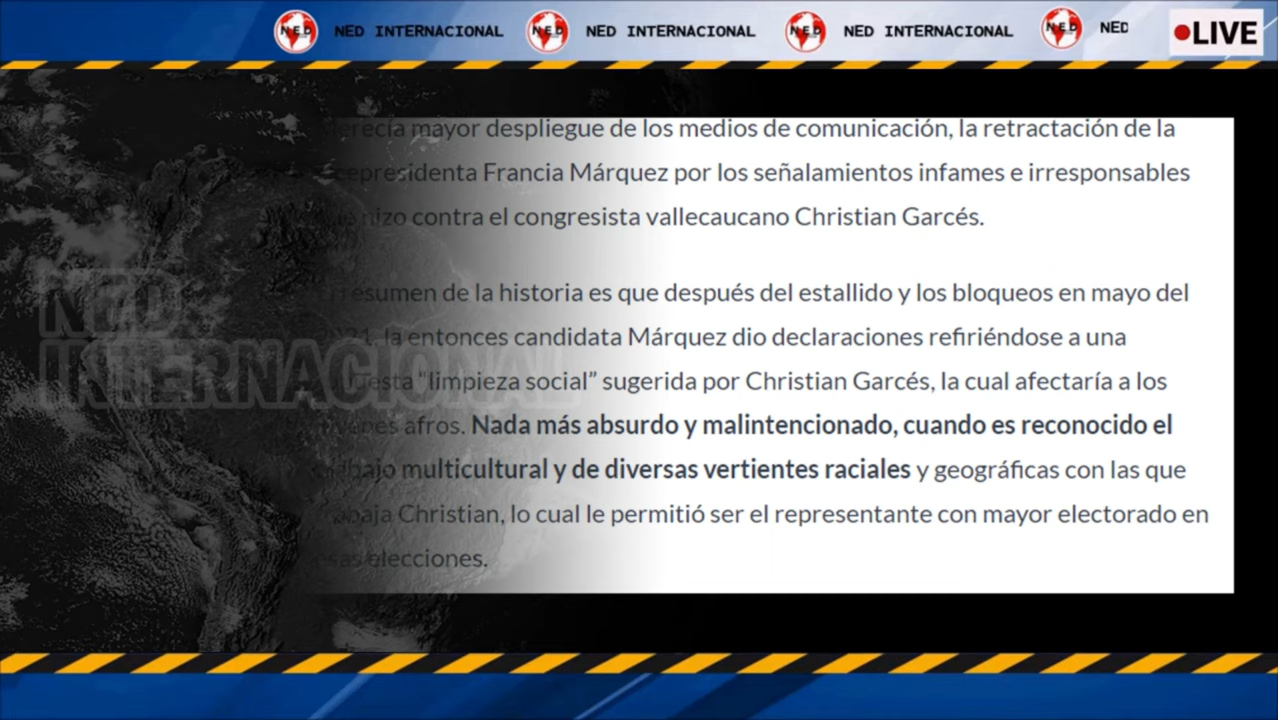 NED INTERNACIONAL NED INTERNACIONAL NED INTERNACIONAL NED
NED NED NED NED
LIVE
mayor despliegue de los medios de comunicación, la retractación de la
Francia Márquez por los señalamientos infames e irresponsables
hizo contra el congresista vallecaucano Christian Garcés.
resumen de la historia es que después del estallido y los bloqueos en mayo del
la entonces candidata Márquez dio declaraciones refiriéndose a una
“limpieza social” sugerida por Christian Garcés, la cual afectaría a los
afros. Nada más absurdo y malintencionado, cuando es reconocido el
multicultural y de diversas vertientes raciales y geográficas con las que
Christian, lo cual le permitió ser el representante con mayor electorado en
elecciones.
NED
INTERNACIONAL